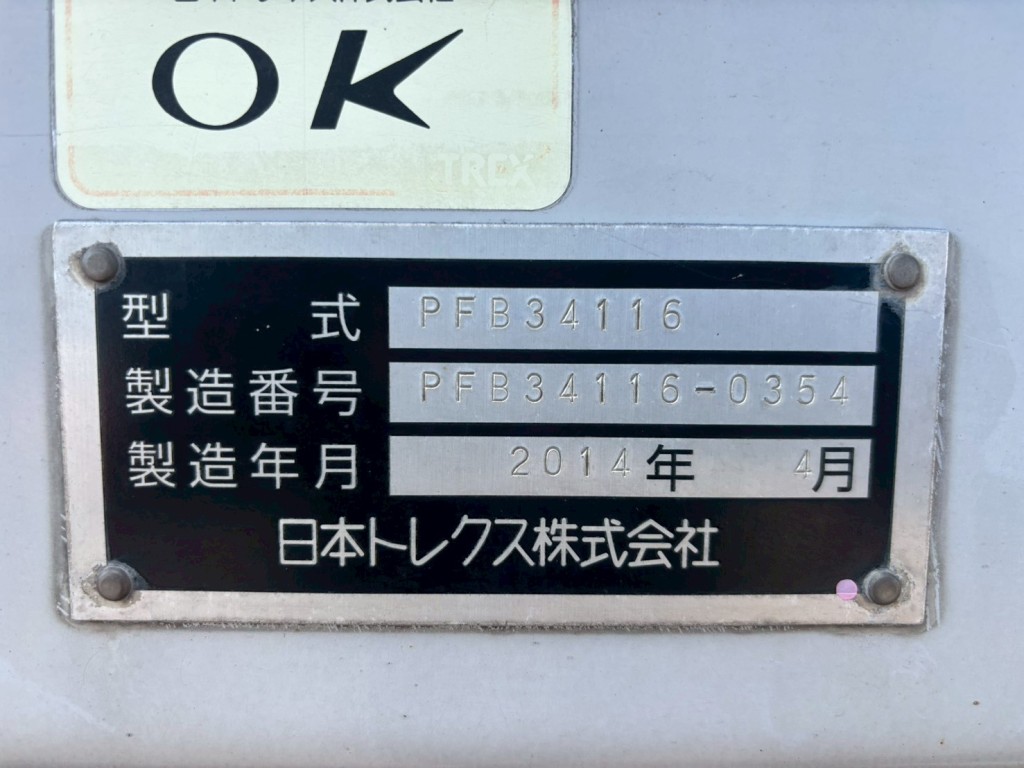 OK
TREX
型式 PFB34116
製造番号 PFB34116-0354
製造年月 2014年 4月
日本トレクス株式会社